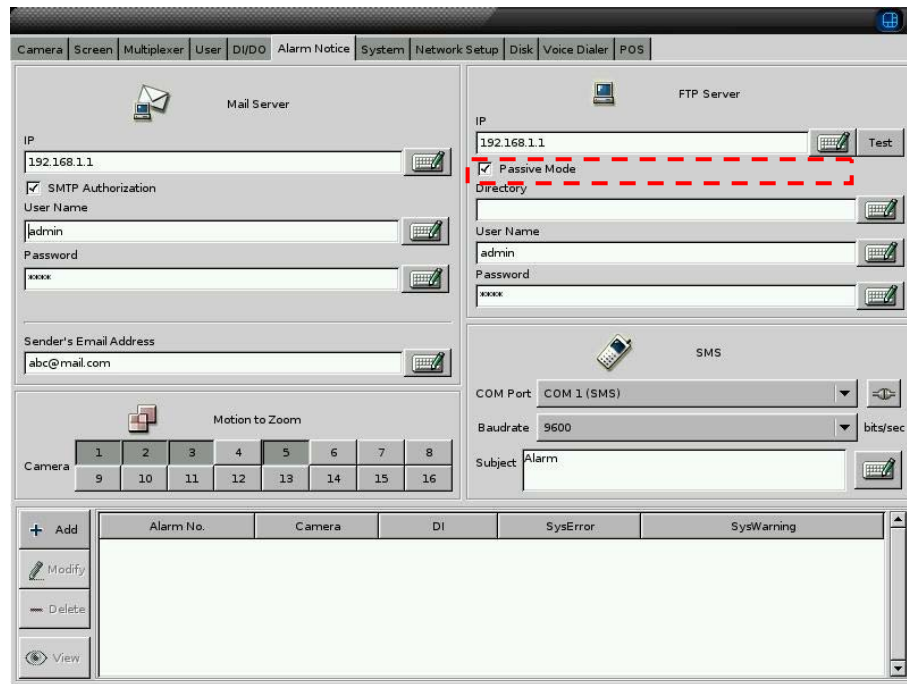 Camera Screen Multiplexer User DI/DO Alarm Notice System Network Setup Disk Voice Dialer POS
Mail Server
IP
192.168.1.1
SMTP Authorization
User Name
admin
Password
****
Sender's Email Address
abc@mail.com
FTP Server
IP
192.168.1.1 Test
Passive Mode
Directory
User Name
admin
Password
****
Motion to Zoom
Camera
1 2 3 4 5 6 7 8
9 10 11 12 13 14 15 16
SMS
COM Port COM 1 (SMS)
Baudrate 9600 bits/sec
Subject Alarm
Add
Modify
Delete
View
Alarm No. Camera DI SysError SysWarning